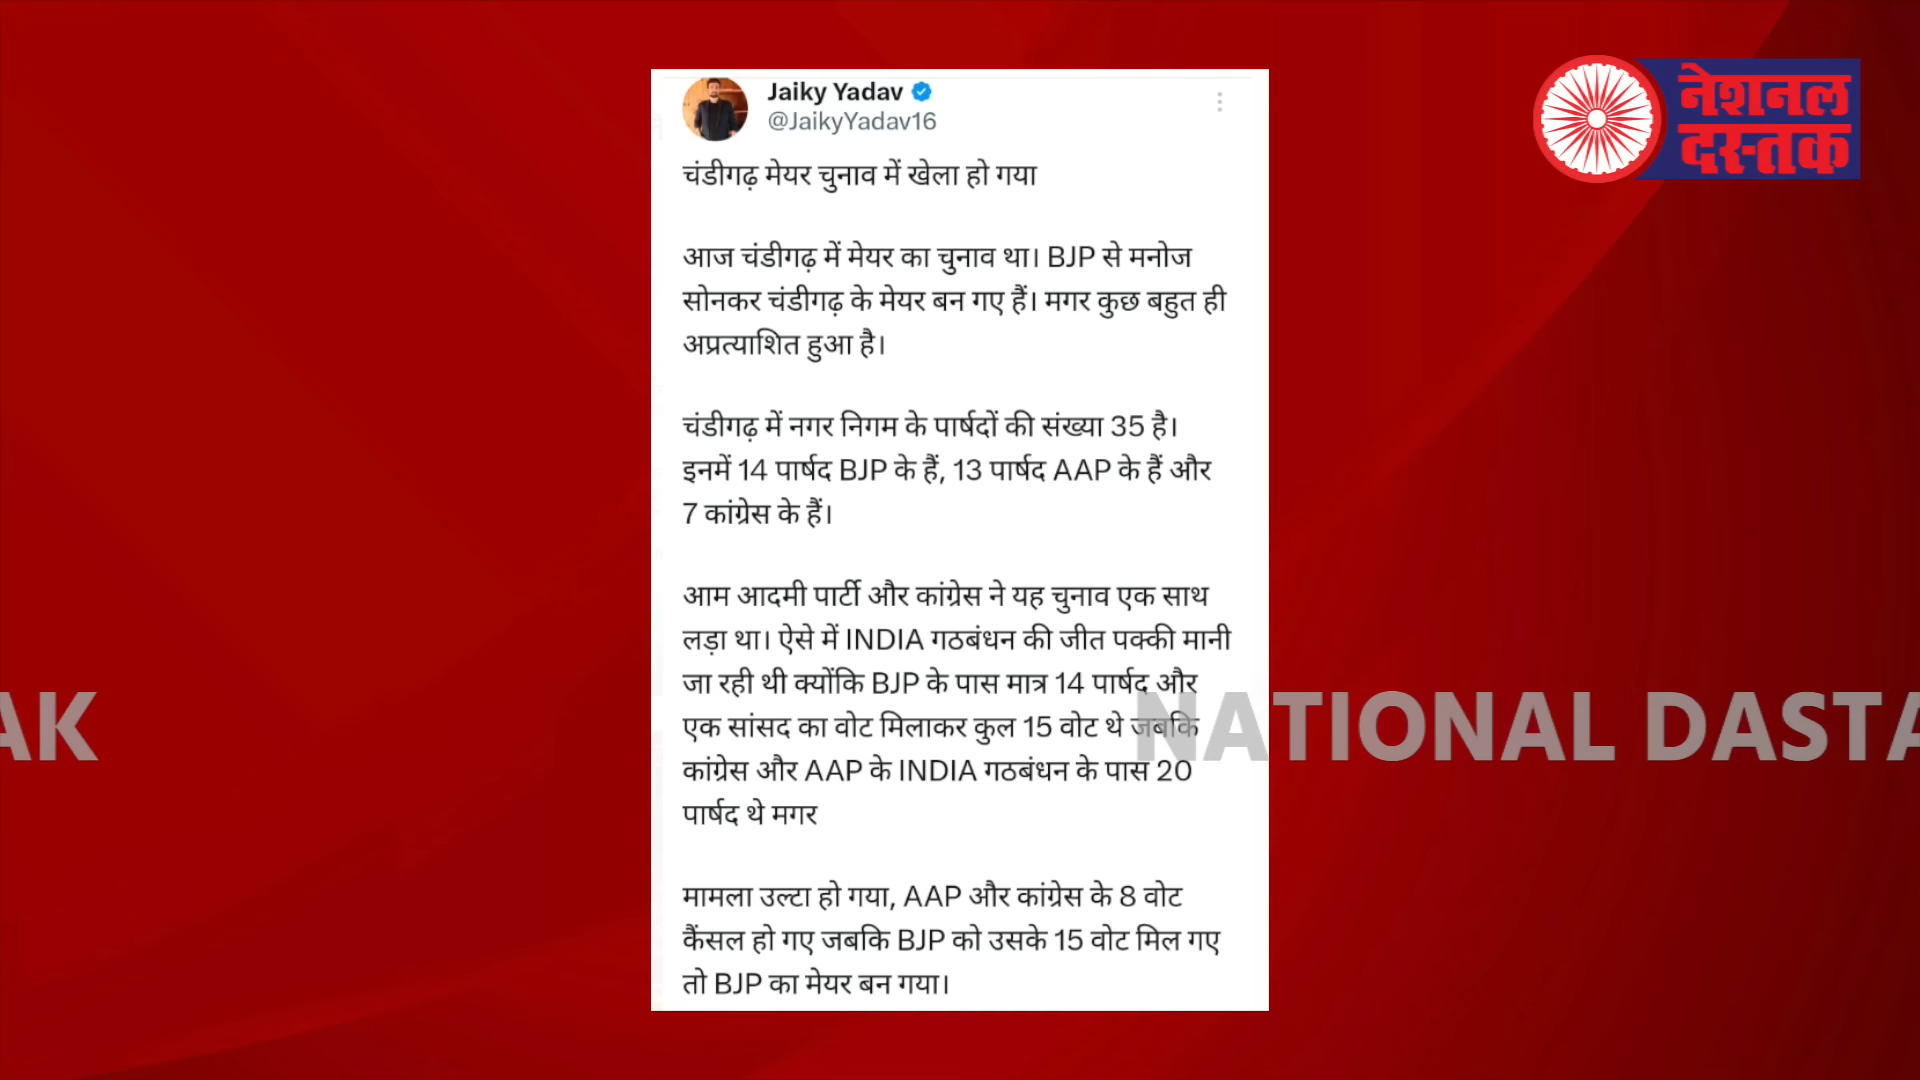 Jaiky Yadav
@JaikyYadav16
चंडीगढ़ मेयर चुनाव में खेला हो गया
आज चंडीगढ़ में मेयर का चुनाव था। BJP से मनोज
सोनकर चंडीगढ़ के मेयर बन गए हैं। मगर कुछ बहुत ही
अप्रत्याशित हुआ है।
चंडीगढ़ में नगर निगम के पार्षदों की संख्या 35 है।
इनमें 14 पार्षद BJP के हैं, 13 पार्षद AAP के हैं और
7 कांग्रेस के हैं।
आम आदमी पार्टी और कांग्रेस ने यह चुनाव एक साथ
लड़ा था। ऐसे में INDIA गठबंधन की जीत पक्की मानी
जा रही थी क्योंकि BJP के पास मात्र 14 पार्षद और
एक सांसद का वोट मिलाकर कुल 15 वोट थे जबकि
कांग्रेस और AAP के INDIA गठबंधन के पास 20
पार्षद थे मगर
मामला उल्टा हो गया, AAP और कांग्रेस के 8 वोट
कैंसल हो गए जबकि BJP को उसके 15 वोट मिल गए
तो BJP का मेयर बन गया।
नेशनल
दस्तक
AK
NATIONAL DASTA